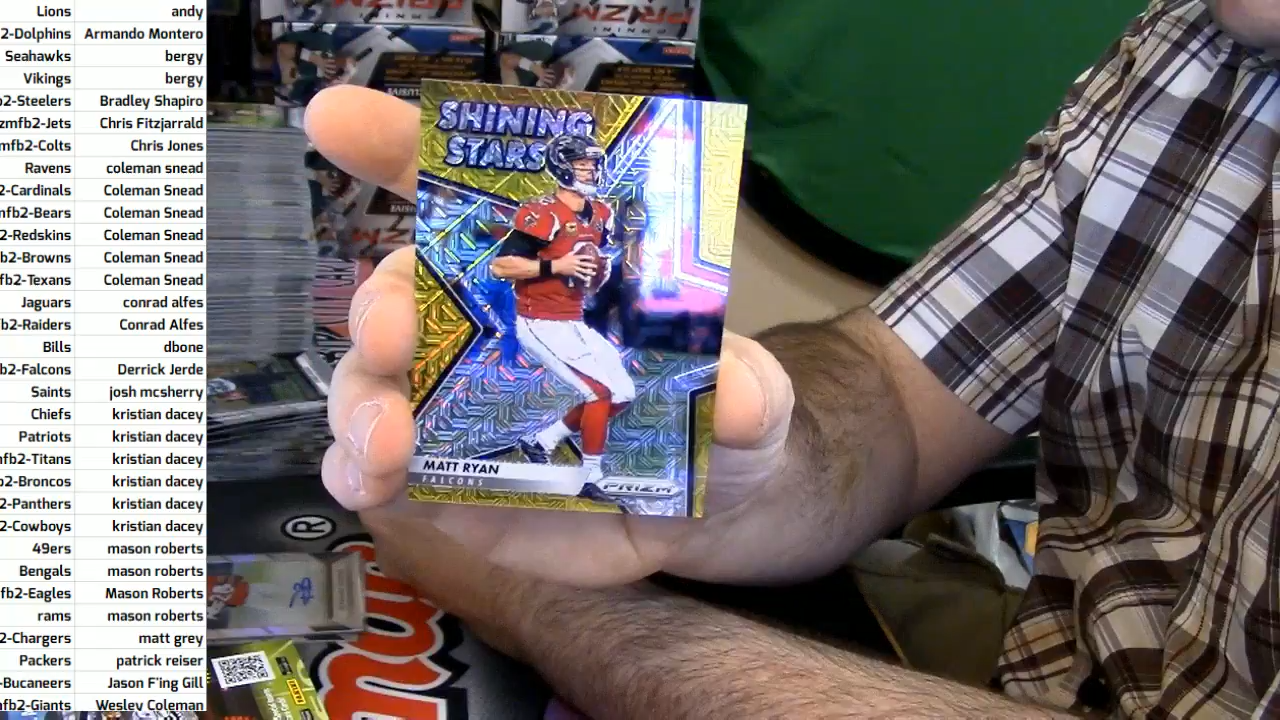 Lions andy
2-Dolphins Armando Montero
Seahawks bergy
Vikings bergy
b2-Steelers Bradley Shapiro
zmfb2-Jets Chris Fitzjarrald
mfb2-Colts Chris Jones
Ravens coleman snead
2-Cardinals Coleman Snead
nfb2-Bears Coleman Snead
2-Redskins Coleman Snead
b2-Browns Coleman Snead
fb2-Texans Coleman Snead
Jaguars conrad alfes
fb2-Raiders Conrad Alfes
Bills dbone
b2-Falcons Derrick Jerde
Saints josh mcsherry
Chiefs kristian dacey
Patriots kristian dacey
nfb2-Titans kristian dacey
b2-Broncos kristian dacey
2-Panthers kristian dacey
2-Cowboys kristian dacey
49ers mason roberts
Bengals mason roberts
fb2-Eagles Mason Roberts
rams mason roberts
2-Chargers matt grey
Packers patrick reiser
-Bucaneers Jason F'ing Gill
nfb2-Giants Wesley Coleman
PRIZM
PRIZM
PANINI
SHINING
STARS
MATT RYAN
FALCONS
PRIZM
PRIZM
®